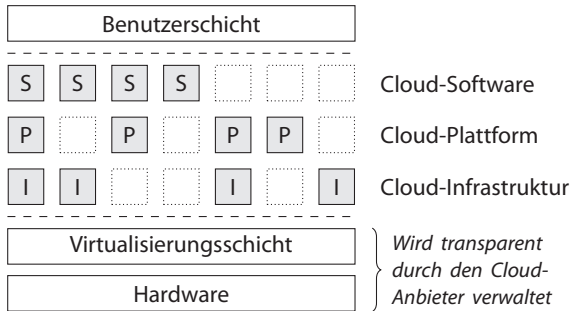 Benutzerschicht
S S S S Cloud-Software
P P P P Cloud-Plattform
I I I I Cloud-Infrastruktur
Virtualisierungsschicht
Hardware
Wird transparent
durch den Cloud-
Anbieter verwaltet